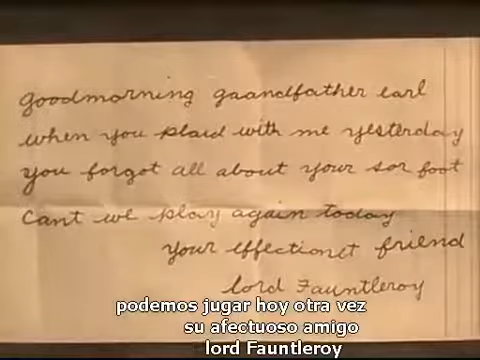 goodmorning gaandfather earl
when you plaid with me yesterday
you forgot all about your sor foot
Cant we play again today
your effectionet friend
lord Fauntleroy
podemos jugar hoy otra vez
su afectuoso amigo
lord Fauntleroy